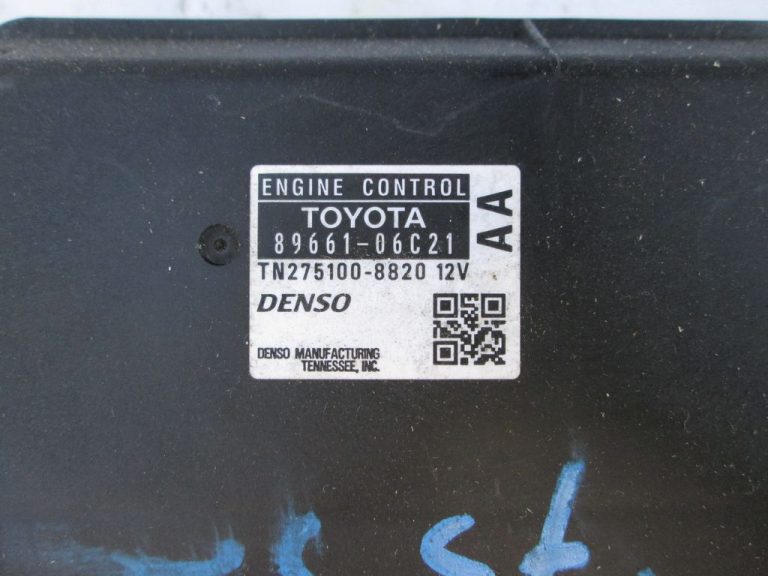 ENGINE CONTROL
TOYOTA
89661-06C21
AA
TN275100-8820 12V
DENSO
DENSO MANUFACTURING
TENNESSEE, INC.